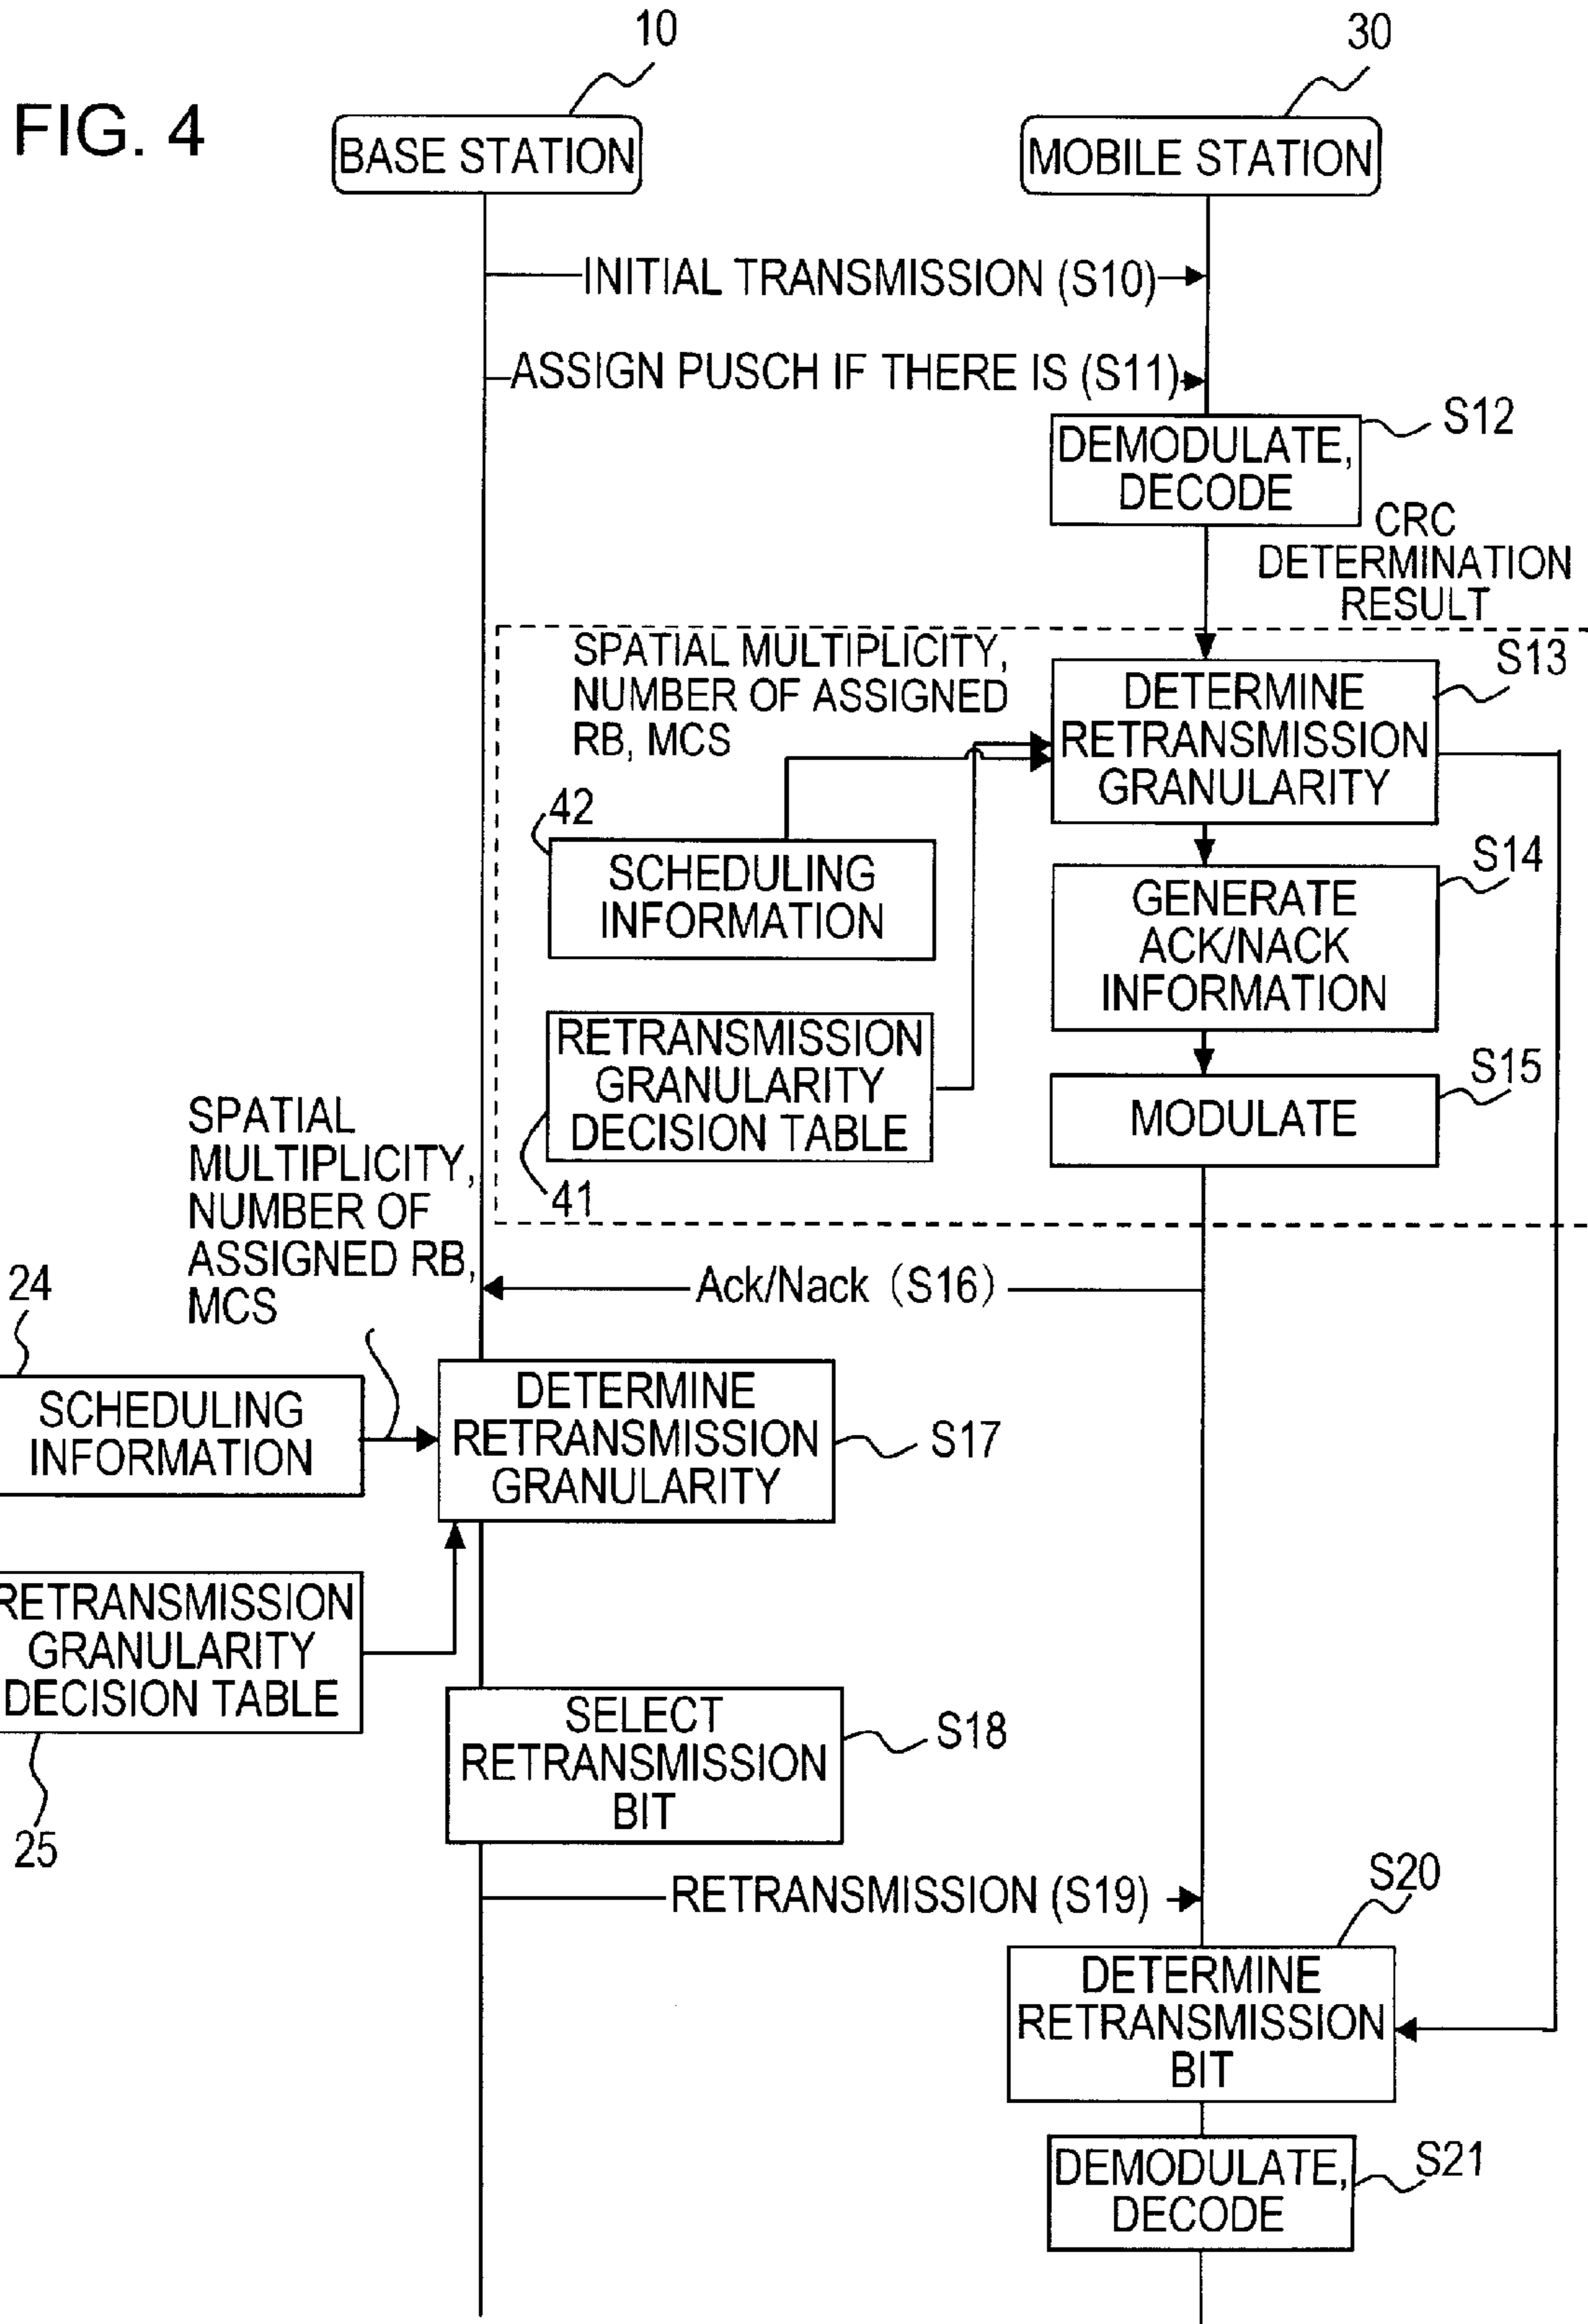 FIG. 4
10
30
BASE STATION
MOBILE STATION
INITIAL TRANSMISSION (S10)
ASSIGN PUSCH IF THERE IS (S11)
S12
DEMODULATE,
DECODE
CRC
DETERMINATION
RESULT
SPATIAL MULTIPLICITY,
NUMBER OF ASSIGNED
RB, MCS
S13
DETERMINE
RETRANSMISSION
GRANULARITY
42
SCHEDULING
INFORMATION
S14
GENERATE
ACK/NACK
INFORMATION
RETRANSMISSION
GRANULARITY
DECISION TABLE
41
S15
MODULATE
SPATIAL
MULTIPLICITY,
NUMBER OF
ASSIGNED RB,
MCS
Ack/Nack (S16)
24
SCHEDULING
INFORMATION
DETERMINE
RETRANSMISSION
GRANULARITY
S17
RETRANSMISSION
GRANULARITY
DECISION TABLE
25
SELECT
RETRANSMISSION
BIT
S18
RETRANSMISSION (S19)
S20
DETERMINE
RETRANSMISSION
BIT
S21
DEMODULATE,
DECODE